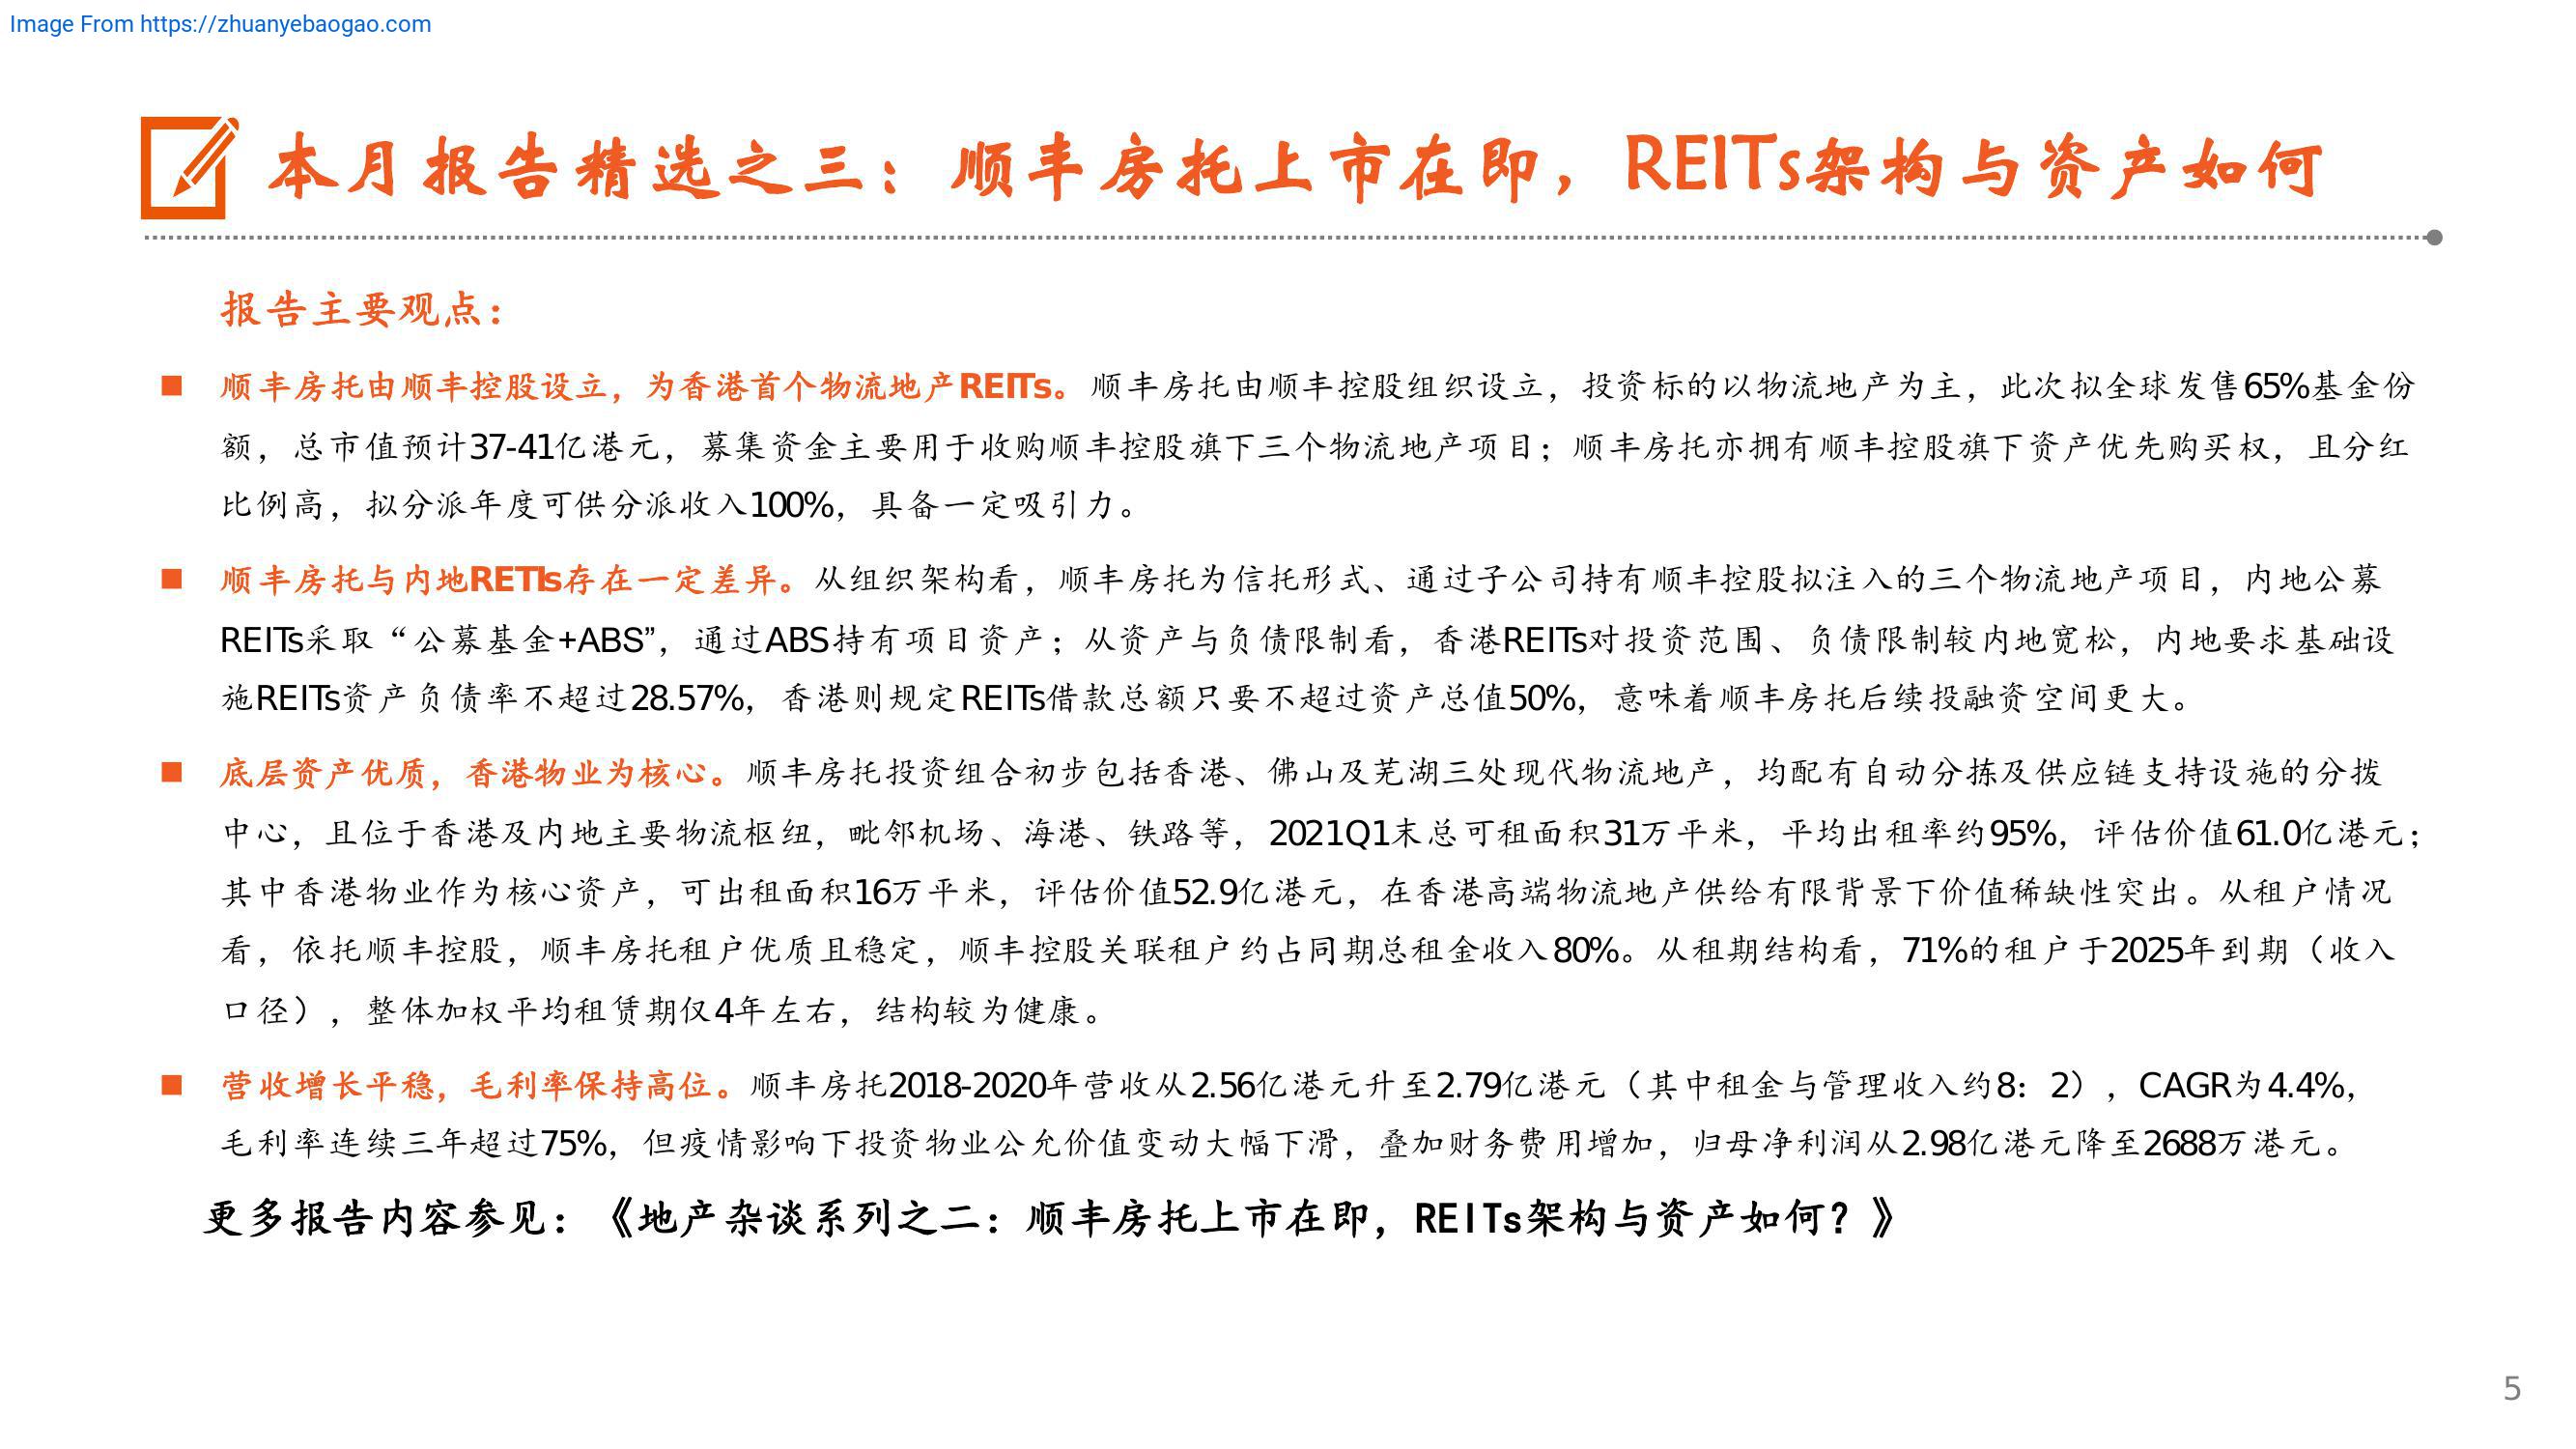 Image From https://zhuanyebaogao.com
本月报告精选之三：顺丰房托上市在即，REITs架构与资产如何
报告主要观点：
■ 顺丰房托由顺丰控股设立，为香港首个物流地产REITs。顺丰房托由顺丰控股组织设立，投资标的以物流地产为主，此次拟全球发售65%基金份
额，总市值预计37-41亿港元，募集资金主要用于收购顺丰控股旗下三个物流地产项目；顺丰房托亦拥有顺丰控股旗下资产优先购买权，且分红
比例高，拟分派年度可供分派收入100%，具备一定吸引力。
■ 顺丰房托与内地RETIs存在一定差异。从组织架构看，顺丰房托为信托形式、通过子公司持有顺丰控股拟注入的三个物流地产项目，内地公募
REITs采取“公募基金+ABS”，通过ABS持有项目资产；从资产与负债限制看，香港REITs对投资范围、负债限制较内地宽松，内地要求基础设
施REITs资产负债率不超过28.57%，香港则规定REITs借款总额只要不超过资产总值50%，意味着顺丰房托后续投融资空间更大。
■ 底层资产优质，香港物业为核心。顺丰房托投资组合初步包括香港、佛山及芜湖三处现代物流地产，均配有自动分拣及供应链支持设施的分拨
中心，且位于香港及内地主要物流枢纽，毗邻机场、海港、铁路等，2021Q1末总可租面积31万平米，平均出租率约95%，评估价值61.0亿港元；
其中香港物业作为核心资产，可出租面积16万平米，评估价值52.9亿港元，在香港高端物流地产供给有限背景下价值稀缺性突出。从租户情况
看，依托顺丰控股，顺丰房托租户优质且稳定，顺丰控股关联租户约占同期总租金收入80%。从租期结构看，71%的租户于2025年到期（收入
口径），整体加权平均租赁期仅4年左右，结构较为健康。
■ 营收增长平稳，毛利率保持高位。顺丰房托2018-2020年营收从2.56亿港元升至2.79亿港元（其中租金与管理收入约8：2），CAGR为4.4%，
毛利率连续三年超过75%，但疫情影响下投资物业公允价值变动大幅下滑，叠加财务费用增加，归母净利润从2.98亿港元降至2688万港元。
更多报告内容参见：《地产杂谈系列之二：顺丰房托上市在即，REITs架构与资产如何？》
5